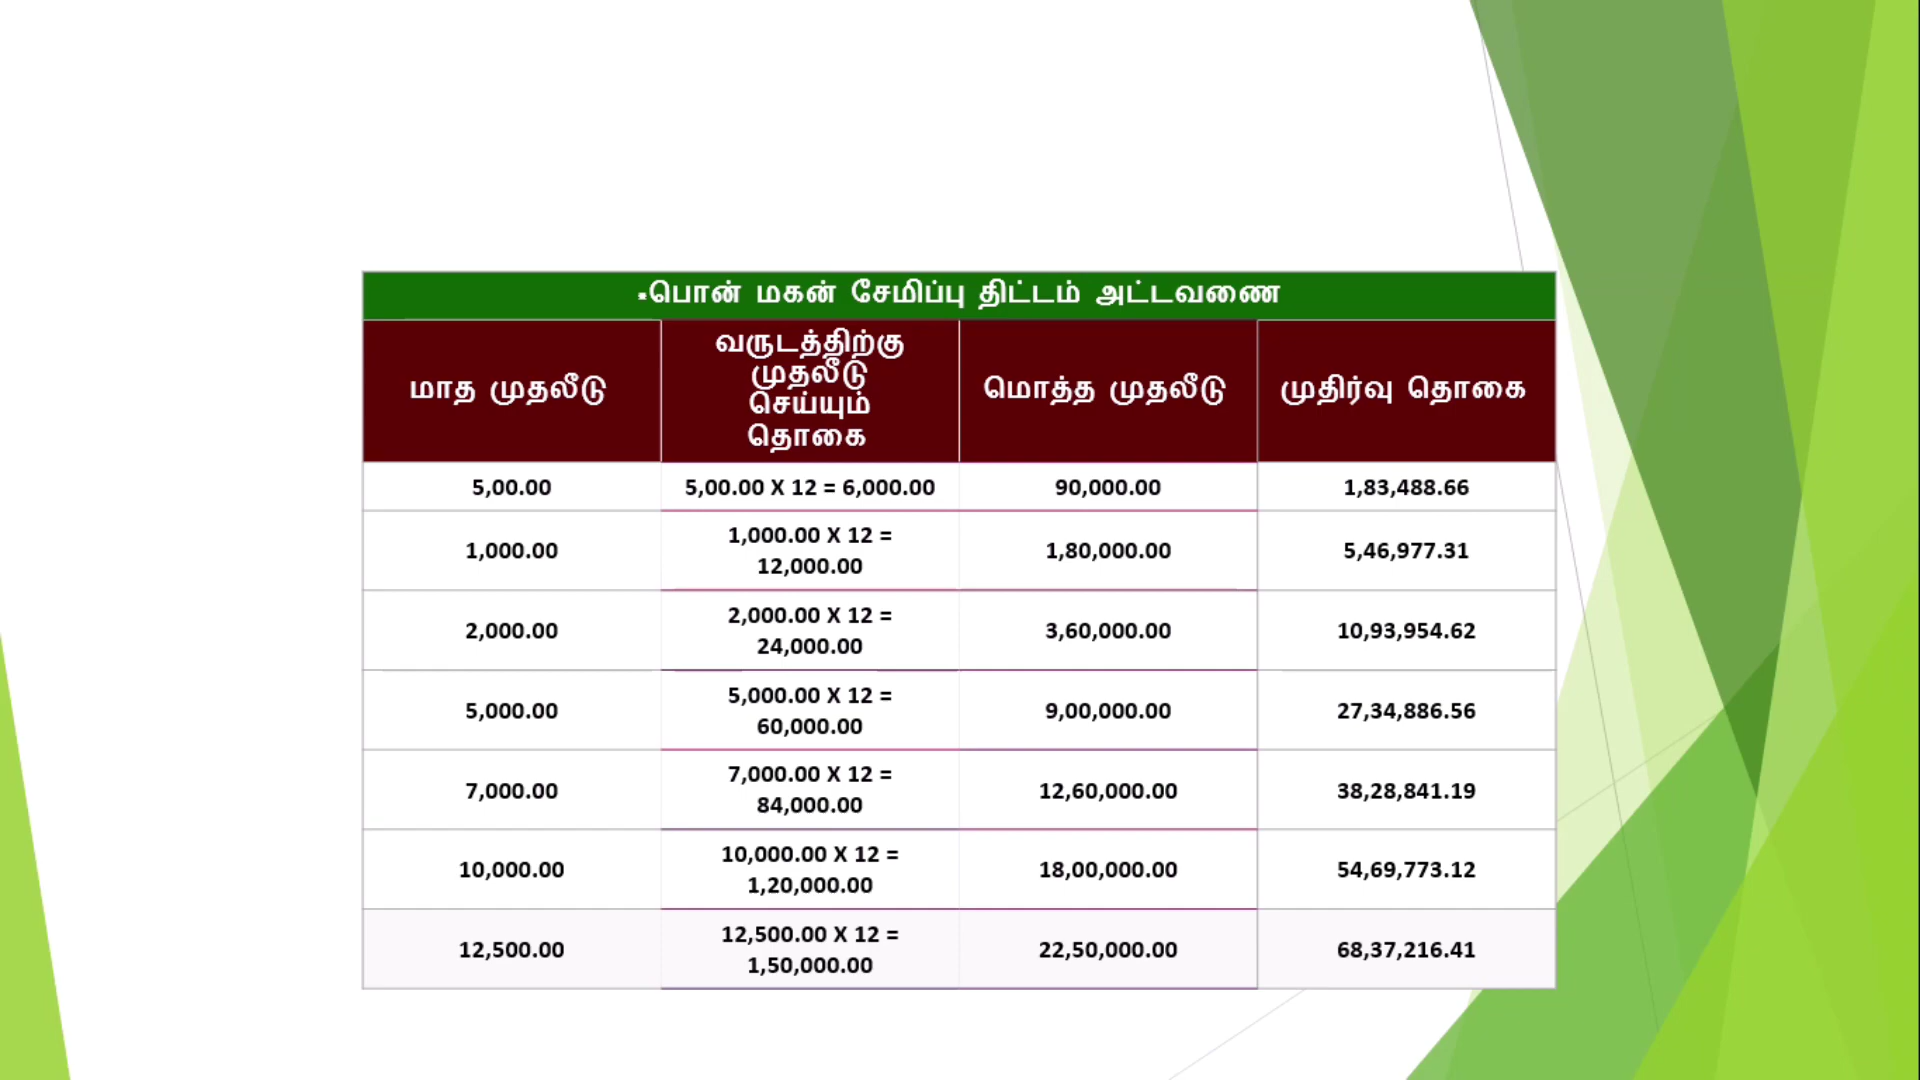 *பொன் மகன் சேமிப்பு திட்டம் அட்டவணை
மாத முதலீடு
வருடத்திற்கு
முதலீடு
செய்யும்
தொகை
மொத்த முதலீடு
முதிர்வு தொகை
5,00.00
5,00.00 X 12 = 6,000.00
90,000.00
1,83,488.66
1,000.00
1,000.00 X 12 =
12,000.00
1,80,000.00
5,46,977.31
2,000.00
2,000.00 X 12 =
24,000.00
3,60,000.00
10,93,954.62
5,000.00
5,000.00 X 12 =
60,000.00
9,00,000.00
27,34,886.56
7,000.00
7,000.00 X 12 =
84,000.00
12,60,000.00
38,28,841.19
10,000.00
10,000.00 X 12 =
1,20,000.00
18,00,000.00
54,69,773.12
12,500.00
12,500.00 X 12 =
1,50,000.00
22,50,000.00
68,37,216.41